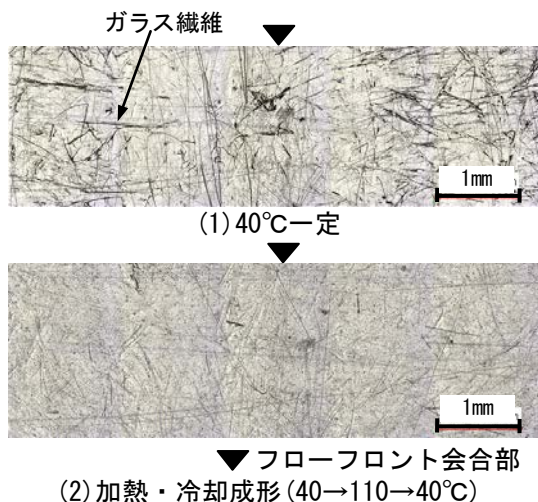 ガラス繊維
1mm
(1)40℃一定
1mm
▼フローフロント会合部
(2)加熱・冷却成形(40→110→40℃)